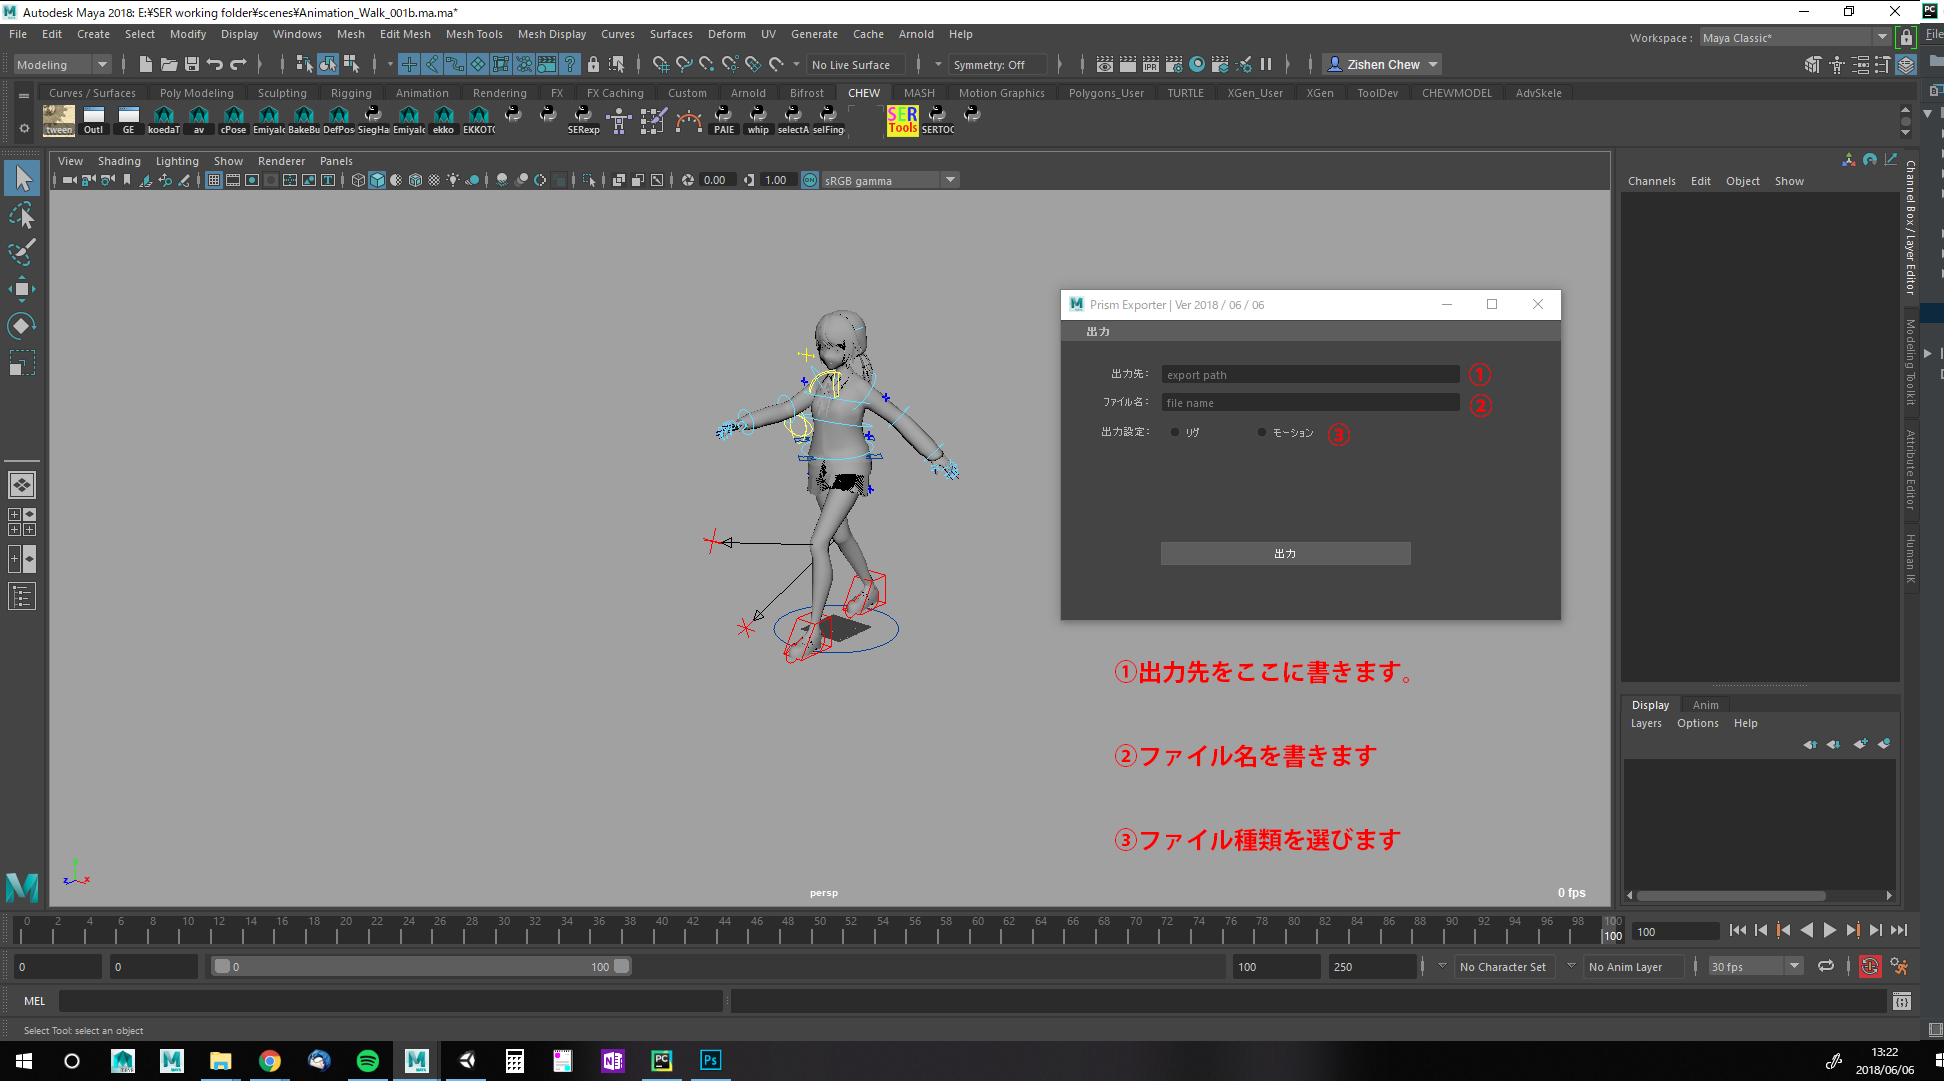 Autodesk Maya 2018: E:¥SER working folder¥scenes¥Animation_Walk_001b.ma.ma*
File Edit Create Select Modify Display Windows Mesh Edit Mesh Mesh Tools Mesh Display Curves Surfaces Deform UV Generate Cache Arnold Help
Workspace : Maya Classic*
File
Modeling No Live Surface Symmetry: Off Zishen Chew
Curves / Surfaces Poly Modeling Sculpting Rigging Animation Rendering FX FX Caching Custom Arnold Bifrost CHEW MASH Motion Graphics Polygons_User TURTLE XGen_User XGen ToolDev CHEWMODEL AdvSkele
SER
tween Outl GE koedaT av cPose Emiyalc BakeBu DefPos SiegHa Emiyalc ekko EKKOTO SERexp PAIE whip selectA selFing Tools SERTOC
View Shading Lighting Show Renderer Panels
0.00 1.00 ON sRGB gamma
Channels Edit Object Show
Channel Box / Layer Editor
Modeling Toolkit
Attribute Editor
Human IK
Prism Exporter | Ver 2018 / 06 / 06
出力
出力先: export path ①
ファイル名: file name ②
出力設定: リグ モーション ③
出力
①出力先をここに書きます。
②ファイル名を書きます
③ファイル種類を選びます
Display Anim
Layers Options Help
z x
persp
0 fps
0 2 4 6 8 10 12 14 16 18 20 22 24 26 28 30 32 34 36 38 40 42 44 46 48 50 52 54 56 58 60 62 64 66 68 70 72 74 76 78 80 82 84 86 88 90 92 94 96 98 100
100
100
0 0 0 100 100 250 No Character Set No Anim Layer 30 fps
MEL
Select Tool: select an object
13:22
2018/06/06